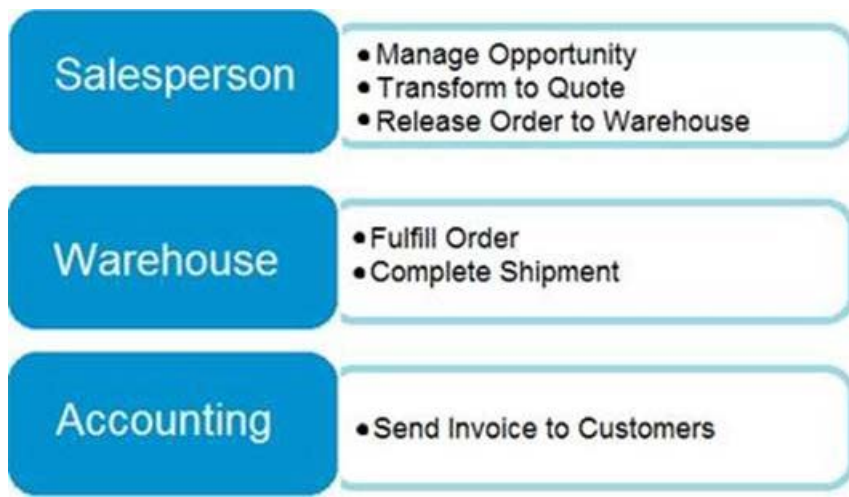 Salesperson
• Manage Opportunity
• Transform to Quote
• Release Order to Warehouse
Warehouse
• Fulfill Order
• Complete Shipment
Accounting
• Send Invoice to Customers